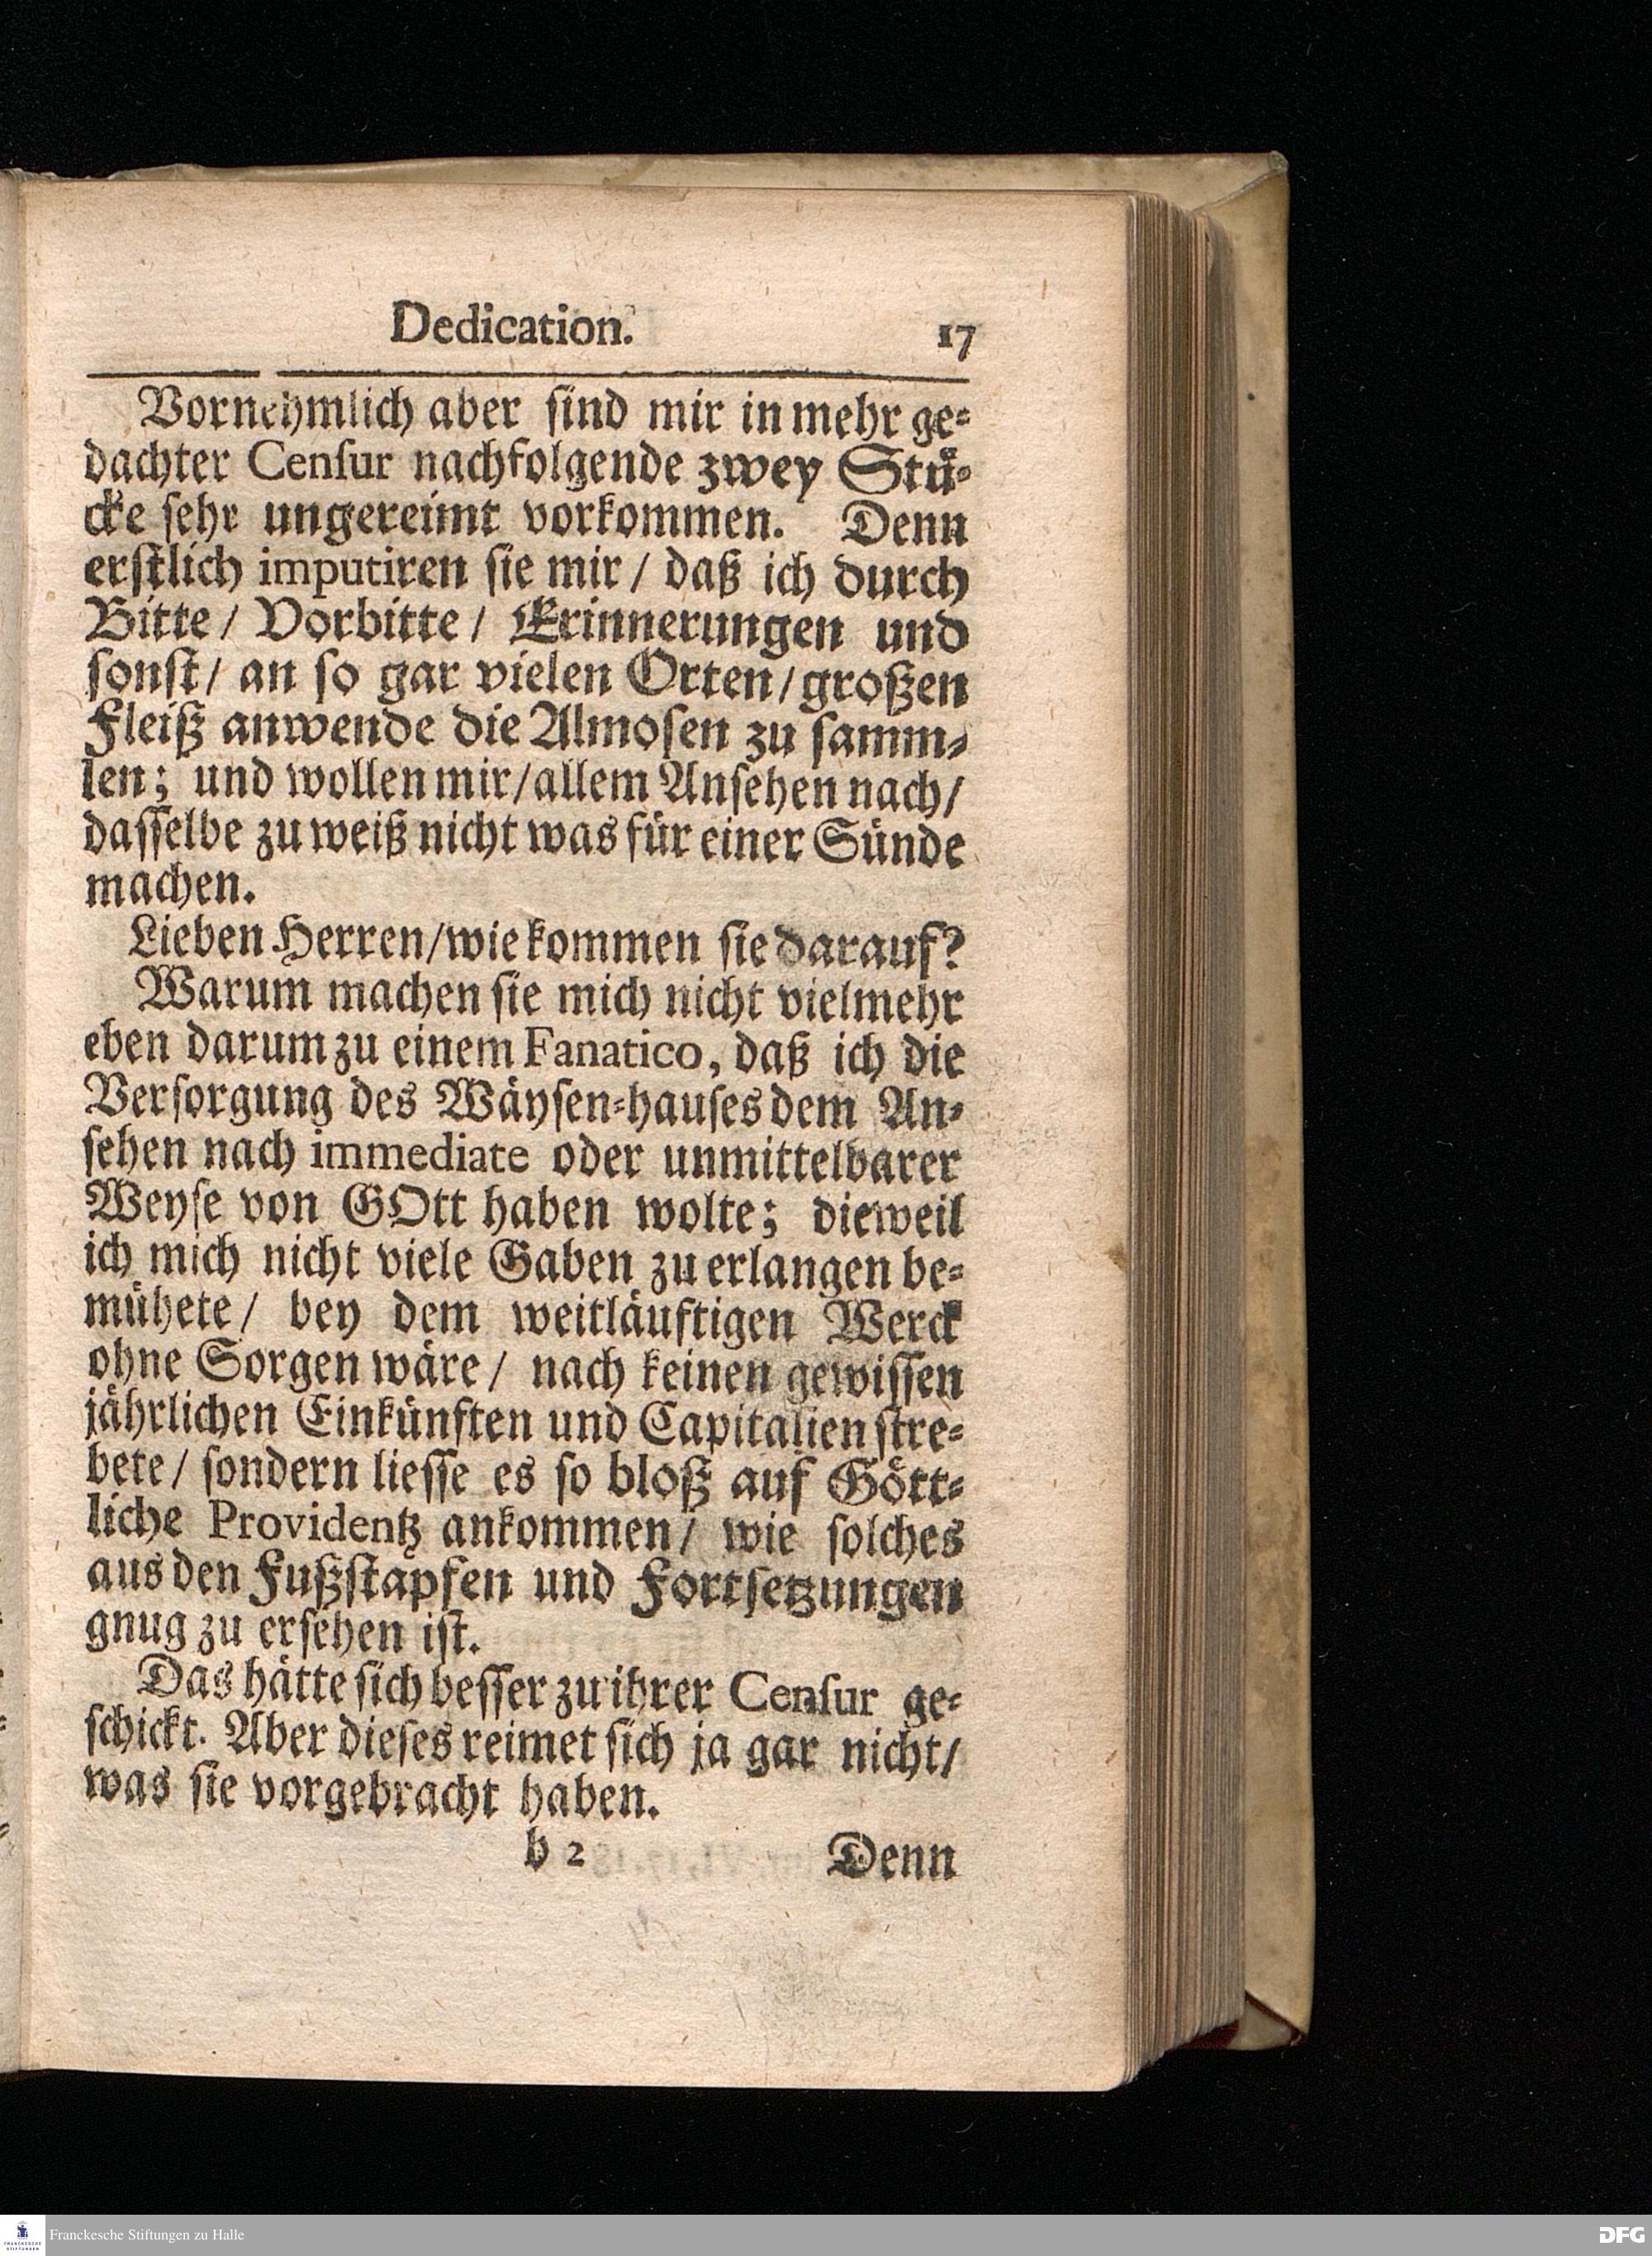 Dedication. 17
Vornehmlich aber sind mir in mehr ge-
dachter Censur nachfolgende zwey Stü-
cke sehr ungereimt vorkommen. Denn
erstlich imputiren sie mir / daß ich durch
Bitte / Vorbitte / Erinnerungen und
sonst / an so gar vielen Orten / großen
Fleiß anwende die Almosen zu samm-
len; und wollen mir / allem Ansehen nach /
dasselbe zu weiß nicht was für einer Sünde
machen.
Lieben Herren / wie kommen sie darauf?
Warum machen sie mich nicht vielmehr
eben darum zu einem Fanatico, daß ich die
Versorgung des Wäysen-hauses dem An-
sehen nach immediate oder unmittelbarer
Weyse von GOtt haben wolte; dieweil
ich mich nicht viele Gaben zu erlangen be-
mühete / bey dem weitläuftigen Werck
ohne Sorgen wäre / nach keinen gewissen
jährlichen Einkünften und Capitalien stre-
bete / sondern liesse es so bloß auf Gött-
liche Providentz ankommen / wie solches
aus den Fußstapfen und Fortsetzungen
gnug zu ersehen ist.
Das hätte sich besser zu ihrer Censur ge-
schickt. Aber dieses reimet sich ja gar nicht /
was sie vorgebracht haben.
b 2 Denn
FRANCKESCHE STIFTUNGEN
Franckesche Stiftungen zu Halle
DFG